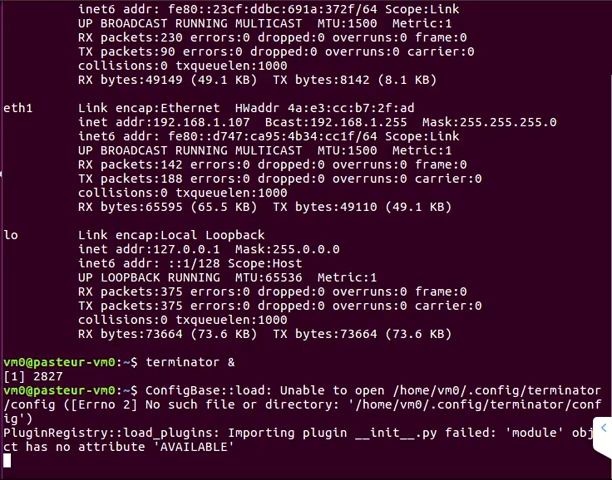 inet6 addr: fe80::23cf:ddbc:691a:372f/64 Scope:Link
UP BROADCAST RUNNING MULTICAST  MTU:1500  Metric:1
RX packets:230 errors:0 dropped:0 overruns:0 frame:0
TX packets:90 errors:0 dropped:0 overruns:0 carrier:0
collisions:0 txqueuelen:1000
RX bytes:49149 (49.1 KB)  TX bytes:8142 (8.1 KB)
eth1      Link encap:Ethernet  HWaddr 4a:e3:cc:b7:2f:ad
inet addr:192.168.1.107  Bcast:192.168.1.255  Mask:255.255.255.0
inet6 addr: fe80::d747:ca95:4b34:cc1f/64 Scope:Link
UP BROADCAST RUNNING MULTICAST  MTU:1500  Metric:1
RX packets:142 errors:0 dropped:0 overruns:0 frame:0
TX packets:188 errors:0 dropped:0 overruns:0 carrier:0
collisions:0 txqueuelen:1000
RX bytes:65595 (65.5 KB)  TX bytes:49110 (49.1 KB)
lo        Link encap:Local Loopback
inet addr:127.0.0.1  Mask:255.0.0.0
inet6 addr: ::1/128 Scope:Host
UP LOOPBACK RUNNING  MTU:65536  Metric:1
RX packets:375 errors:0 dropped:0 overruns:0 frame:0
TX packets:375 errors:0 dropped:0 overruns:0 carrier:0
collisions:0 txqueuelen:1000
RX bytes:73664 (73.6 KB)  TX bytes:73664 (73.6 KB)
vm0@pasteur-vm0:~$ terminator &
[1] 2827
vm0@pasteur-vm0:~$ ConfigBase::load: Unable to open /home/vm0/.config/terminator
/config ([Errno 2] No such file or directory: '/home/vm0/.config/terminator/conf
ig')
PluginRegistry::load_plugins: Importing plugin __init__.py failed: 'module' obj
ct has no attribute 'AVAILABLE'